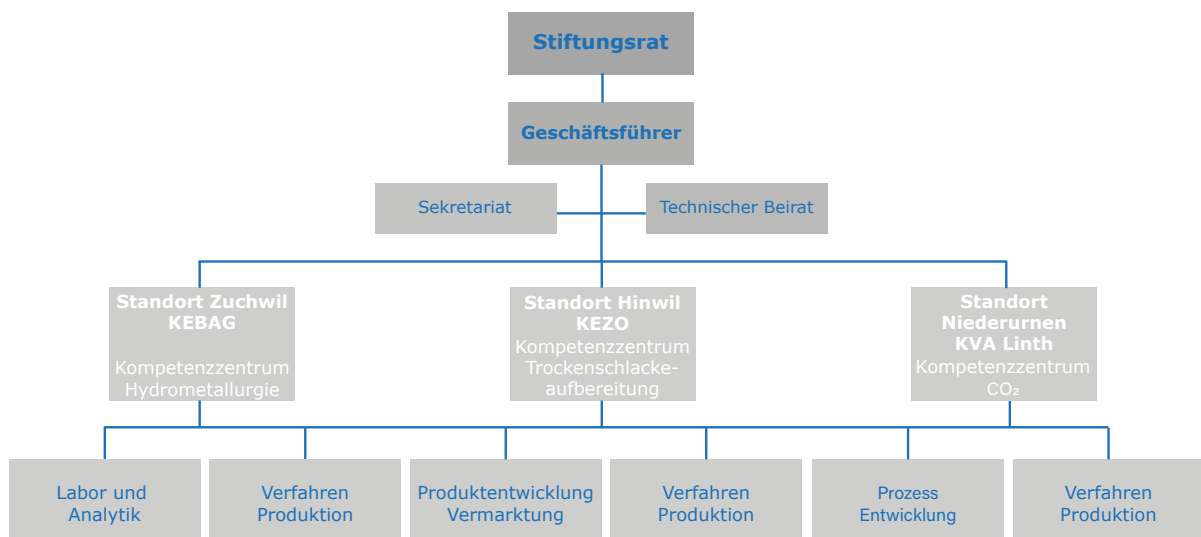 Stiftungsrat
Geschäftsführer
Sekretariat
Technischer Beirat
Standort Zuchwil
KEBAG
Kompetenzzentrum
Hydrometallurgie
Standort Hinwil
KEZO
Kompetenzzentrum
Trockenschlacke-
aufbereitung
Standort
Niederurnen
KVA Linth
Kompetenzzentrum
CO₂
Labor und
Analytik
Verfahren
Produktion
Produktentwicklung
Vermarktung
Verfahren
Produktion
Prozess
Entwicklung
Verfahren
Produktion